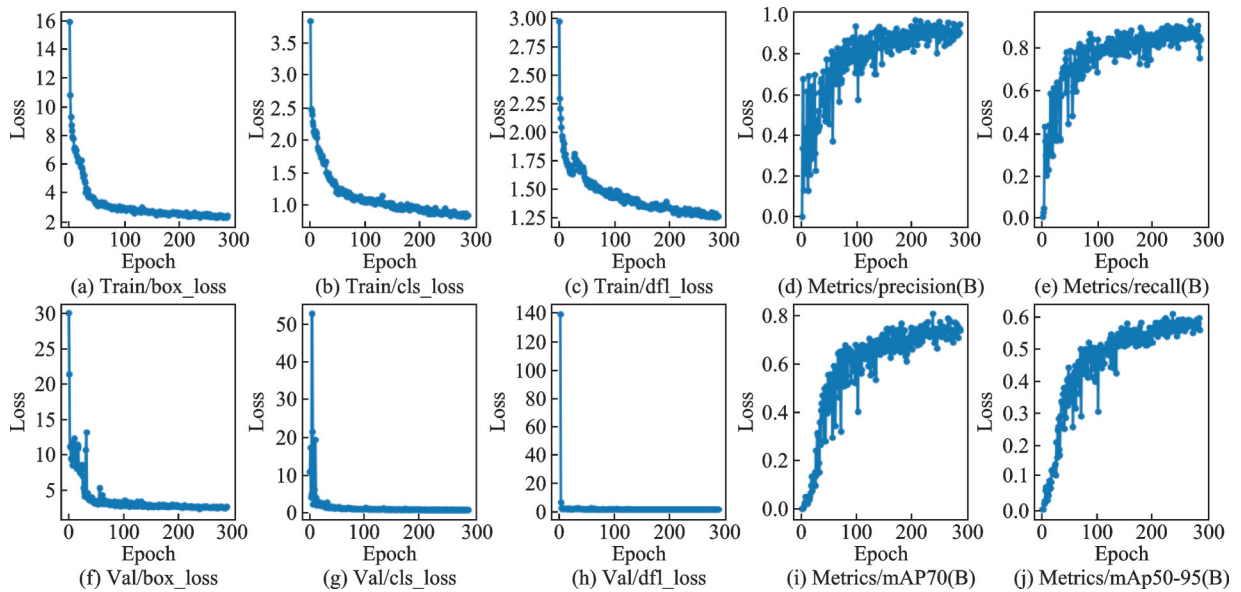 16
14
12
10
8
6
4
2
Loss
0 100 200 300
Epoch
(a) Train/box_loss
3.5
3.0
2.5
2.0
1.5
1.0
Loss
0 100 200 300
Epoch
(b) Train/cls_loss
3.00
2.75
2.50
2.25
2.00
1.75
1.50
1.25
Loss
0 100 200 300
Epoch
(c) Train/dfl_loss
1.0
0.8
0.6
0.4
0.2
0.0
Loss
0 100 200 300
Epoch
(d) Metrics/precision(B)
1.0
0.8
0.6
0.4
0.2
0.0
Loss
0 100 200 300
Epoch
(e) Metrics/recall(B)
30
25
20
15
10
5
Loss
0 100 200 300
Epoch
(f) Val/box_loss
50
40
30
20
10
0
Loss
0 100 200 300
Epoch
(g) Val/cls_loss
140
120
100
80
60
40
20
0
Loss
0 100 200 300
Epoch
(h) Val/dfl_loss
1.0
0.8
0.6
0.4
0.2
0.0
Loss
0 100 200 300
Epoch
(i) Metrics/mAP70(B)
0.6
0.5
0.4
0.3
0.2
0.1
0.0
Loss
0 100 200 300
Epoch
(j) Metrics/mAp50-95(B)